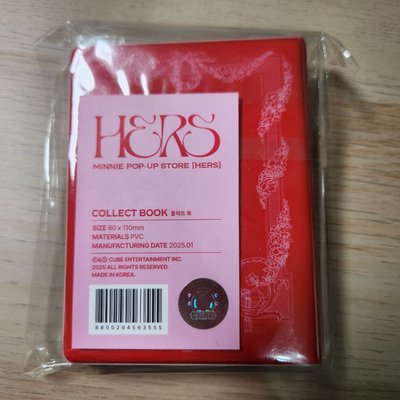 HERS
MINNIE POP-UP STORE [HERS]
COLLECT BOOK 콜렉트 북
SIZE 80 x 110mm
MATERIALS PVC
MANUFACTURING DATE 2025.01
℗&© CUBE ENTERTAINMENT INC.
2025 ALL RIGHTS RESERVED.
MADE IN KOREA.
8800294563555